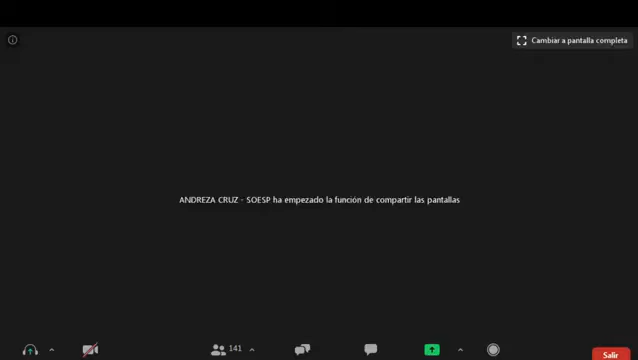 Cambiar a pantalla completa
ANDREZA CRUZ - SOESP ha empezado la función de compartir las pantallas
141
Salir